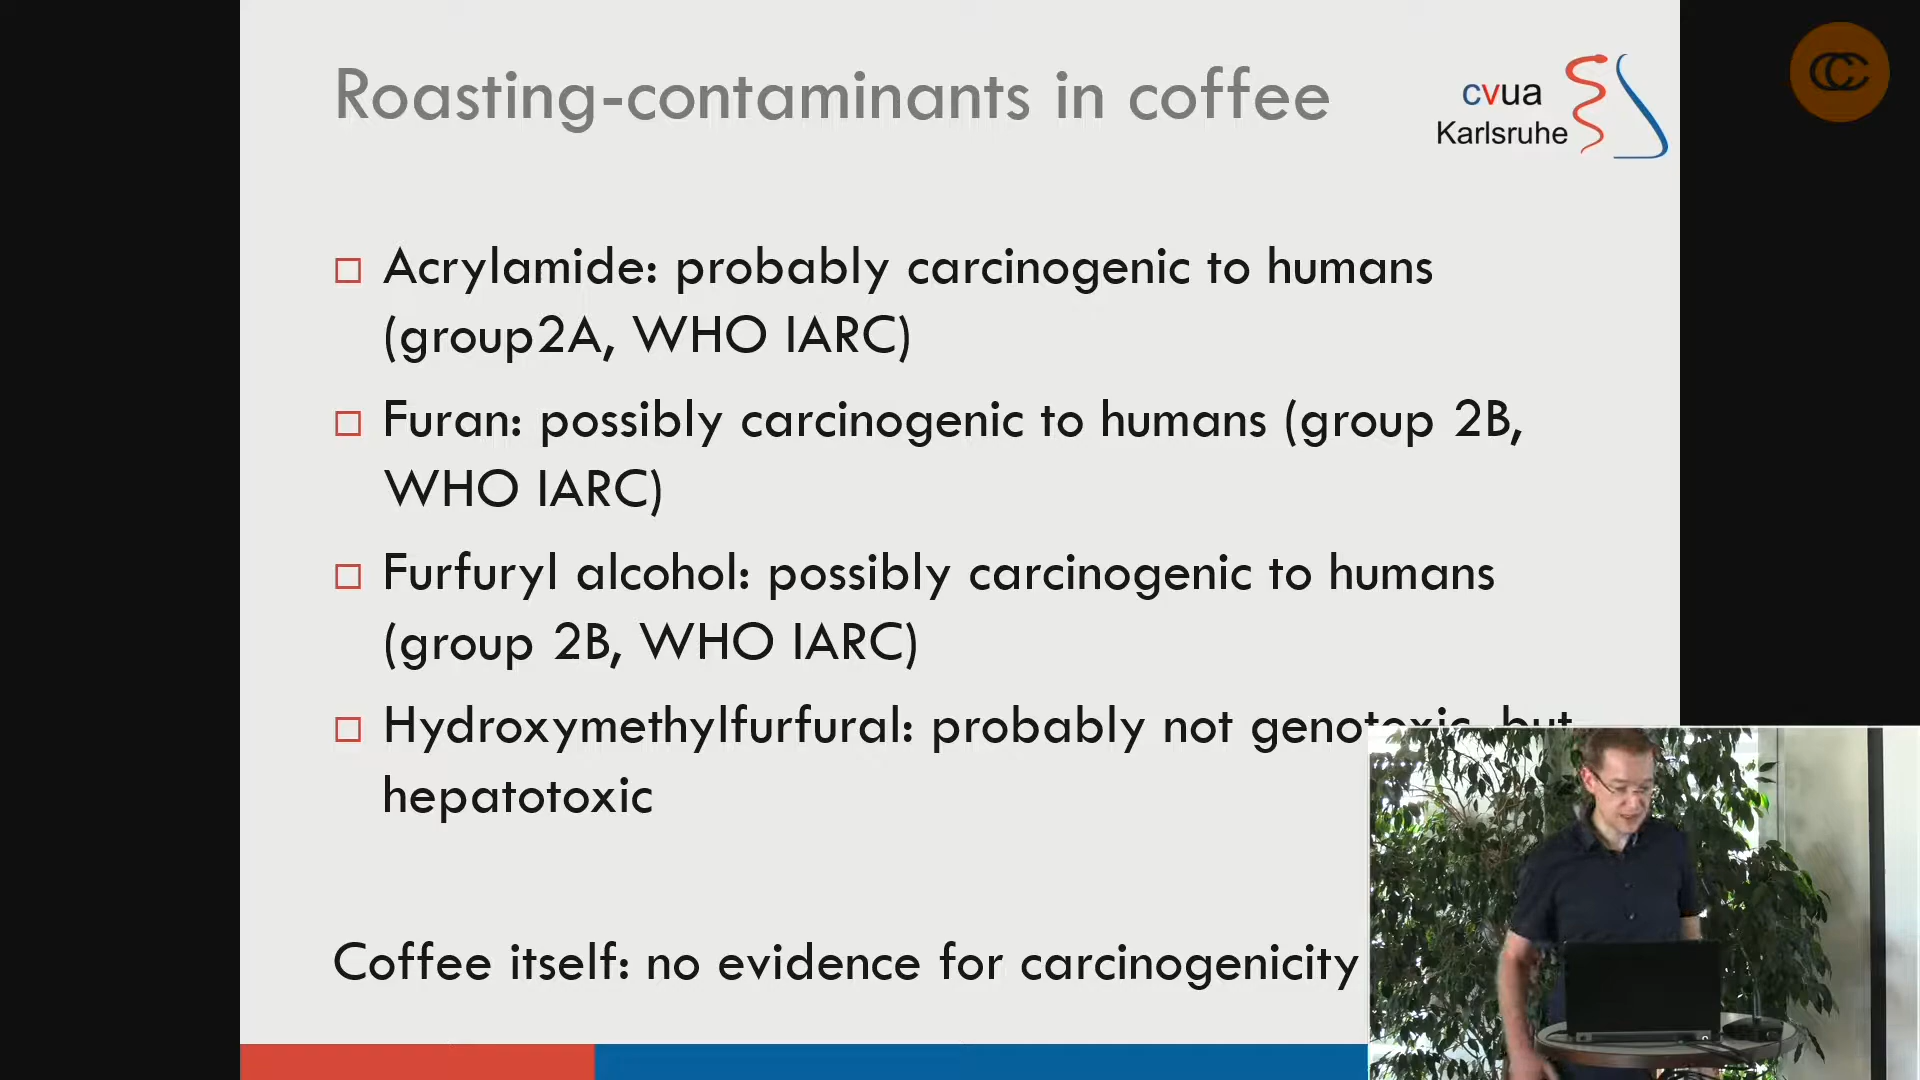 Roasting-contaminants in coffee
cvua
Karlsruhe
Acrylamide: probably carcinogenic to humans
(group2A, WHO IARC)
Furan: possibly carcinogenic to humans (group 2B,
WHO IARC)
Furfuryl alcohol: possibly carcinogenic to humans
(group 2B, WHO IARC)
Hydroxymethylfurfural: probably not genotoxic, but
hepatotoxic
Coffee itself: no evidence for carcinogenicity